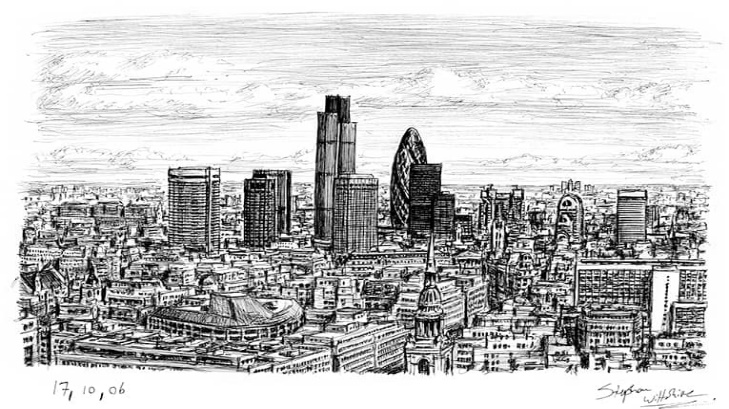 17, 10, 06
Stephen
Wiltshire.